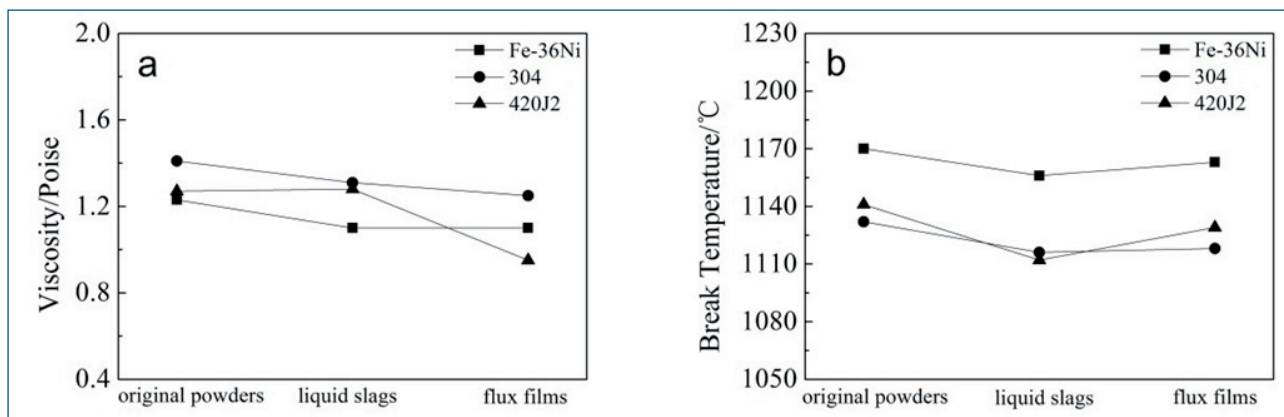 a
Viscosity/Poise
2.0
1.6
1.2
0.8
0.4
Fe-36Ni
304
420J2
original powders
liquid slags
flux films
b
Break Temperature/℃
1230
1200
1170
1140
1110
1080
1050
Fe-36Ni
304
420J2
original powders
liquid slags
flux films